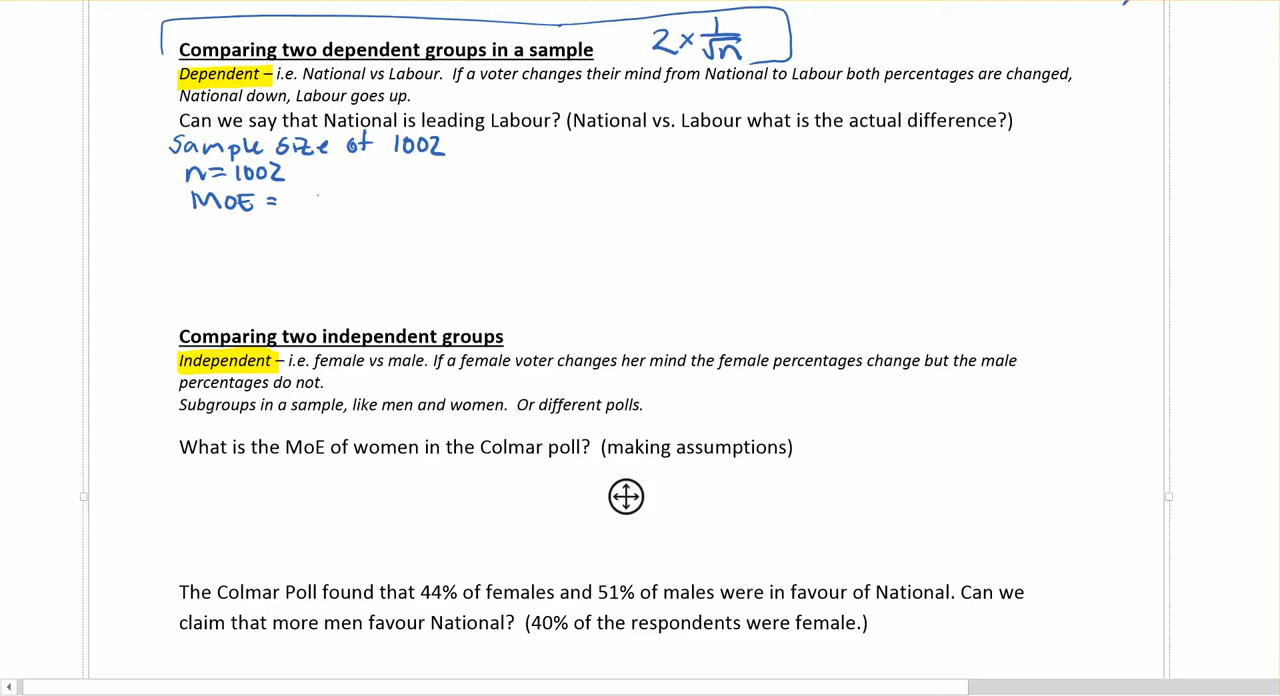 Comparing two dependent groups in a sample 2 × 1/√n
Dependent – i.e. National vs Labour. If a voter changes their mind from National to Labour both percentages are changed,
National down, Labour goes up.
Can we say that National is leading Labour? (National vs. Labour what is the actual difference?)
Sample size of 1002
n = 1002
MOE =
Comparing two independent groups
Independent – i.e. female vs male. If a female voter changes her mind the female percentages change but the male
percentages do not.
Subgroups in a sample, like men and women. Or different polls.
What is the MoE of women in the Colmar poll? (making assumptions)
The Colmar Poll found that 44% of females and 51% of males were in favour of National. Can we
claim that more men favour National? (40% of the respondents were female.)